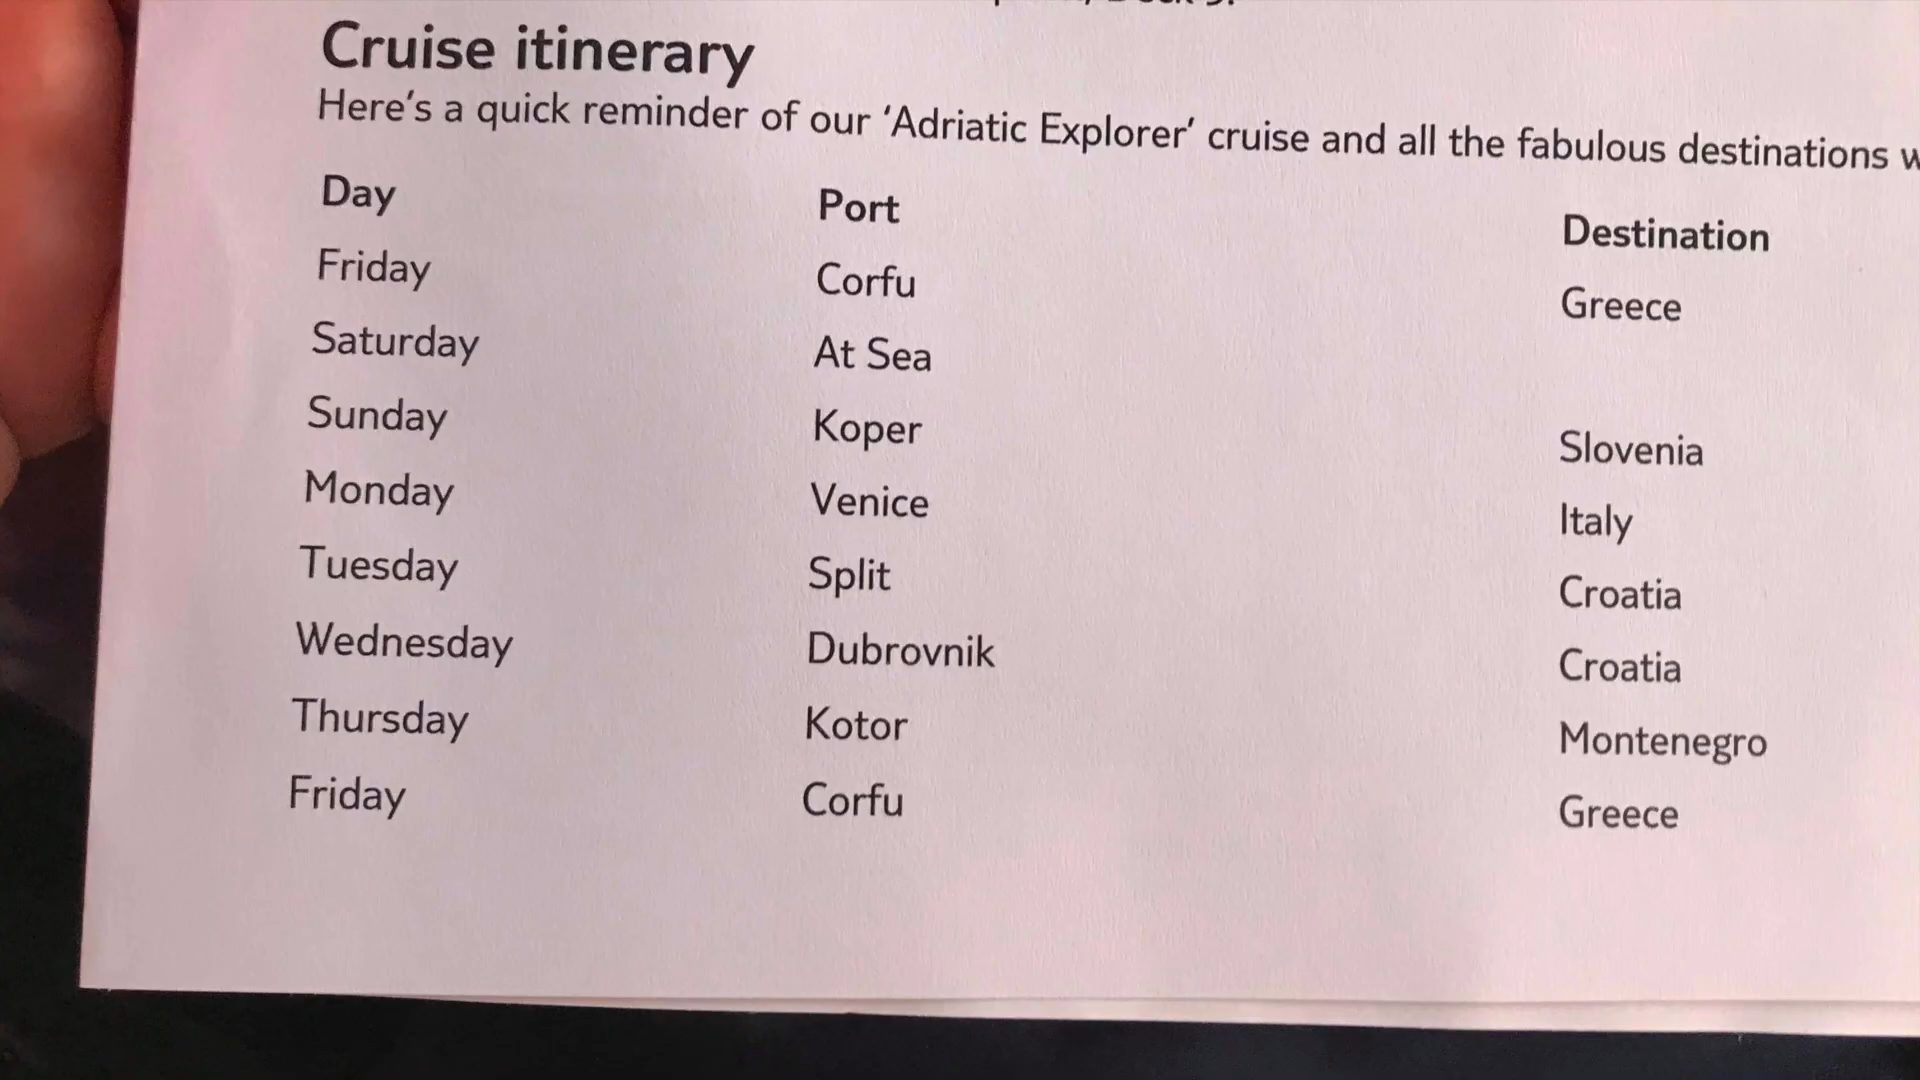 Cruise itinerary
Here's a quick reminder of our 'Adriatic Explorer' cruise and all the fabulous destinations
Day Port Destination
Friday Corfu Greece
Saturday At Sea
Sunday Koper Slovenia
Monday Venice Italy
Tuesday Split Croatia
Wednesday Dubrovnik Croatia
Thursday Kotor Montenegro
Friday Corfu Greece